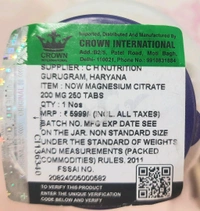 Imported, Distributed And Marketed By
CROWN INTERNATIONAL
SUPPLIER : C H NUTRITION
GURUGRAM, HARYANA
ITEM : NOW MAGNESIUM CITRATE
200 MG 250 TABS
QTY : 1 Nos
MRP : ₹ 5999/- (INCL. ALL TAXES)
BATCH NO. MFG EXP DATE SEE
ON THE JAR. NON STANDARD SIZE
UNDER THE STANDARD OF WEIGHTS
AND MEASUREMENTS (PACKED
COMMODITIES) RULES. 2011
FSSAI NO.
20824005000582
TO VERIFY THIS
PRODUCT ENTER
AUTHENTICATION
CODE BELOW AND VERIFY